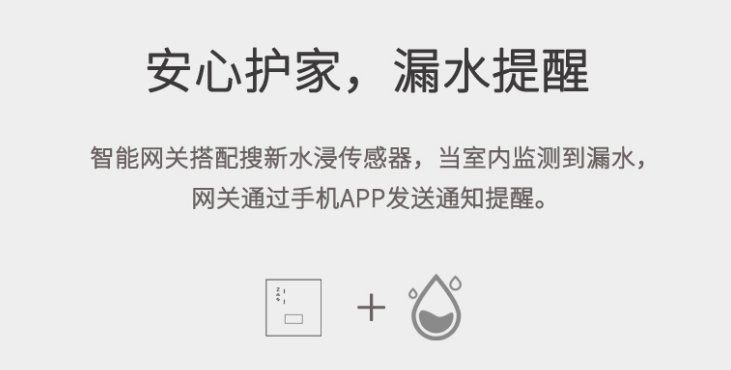 安心护家，漏水提醒
智能网关搭配搜新水浸传感器，当室内监测到漏水，
网关通过手机APP发送通知提醒。